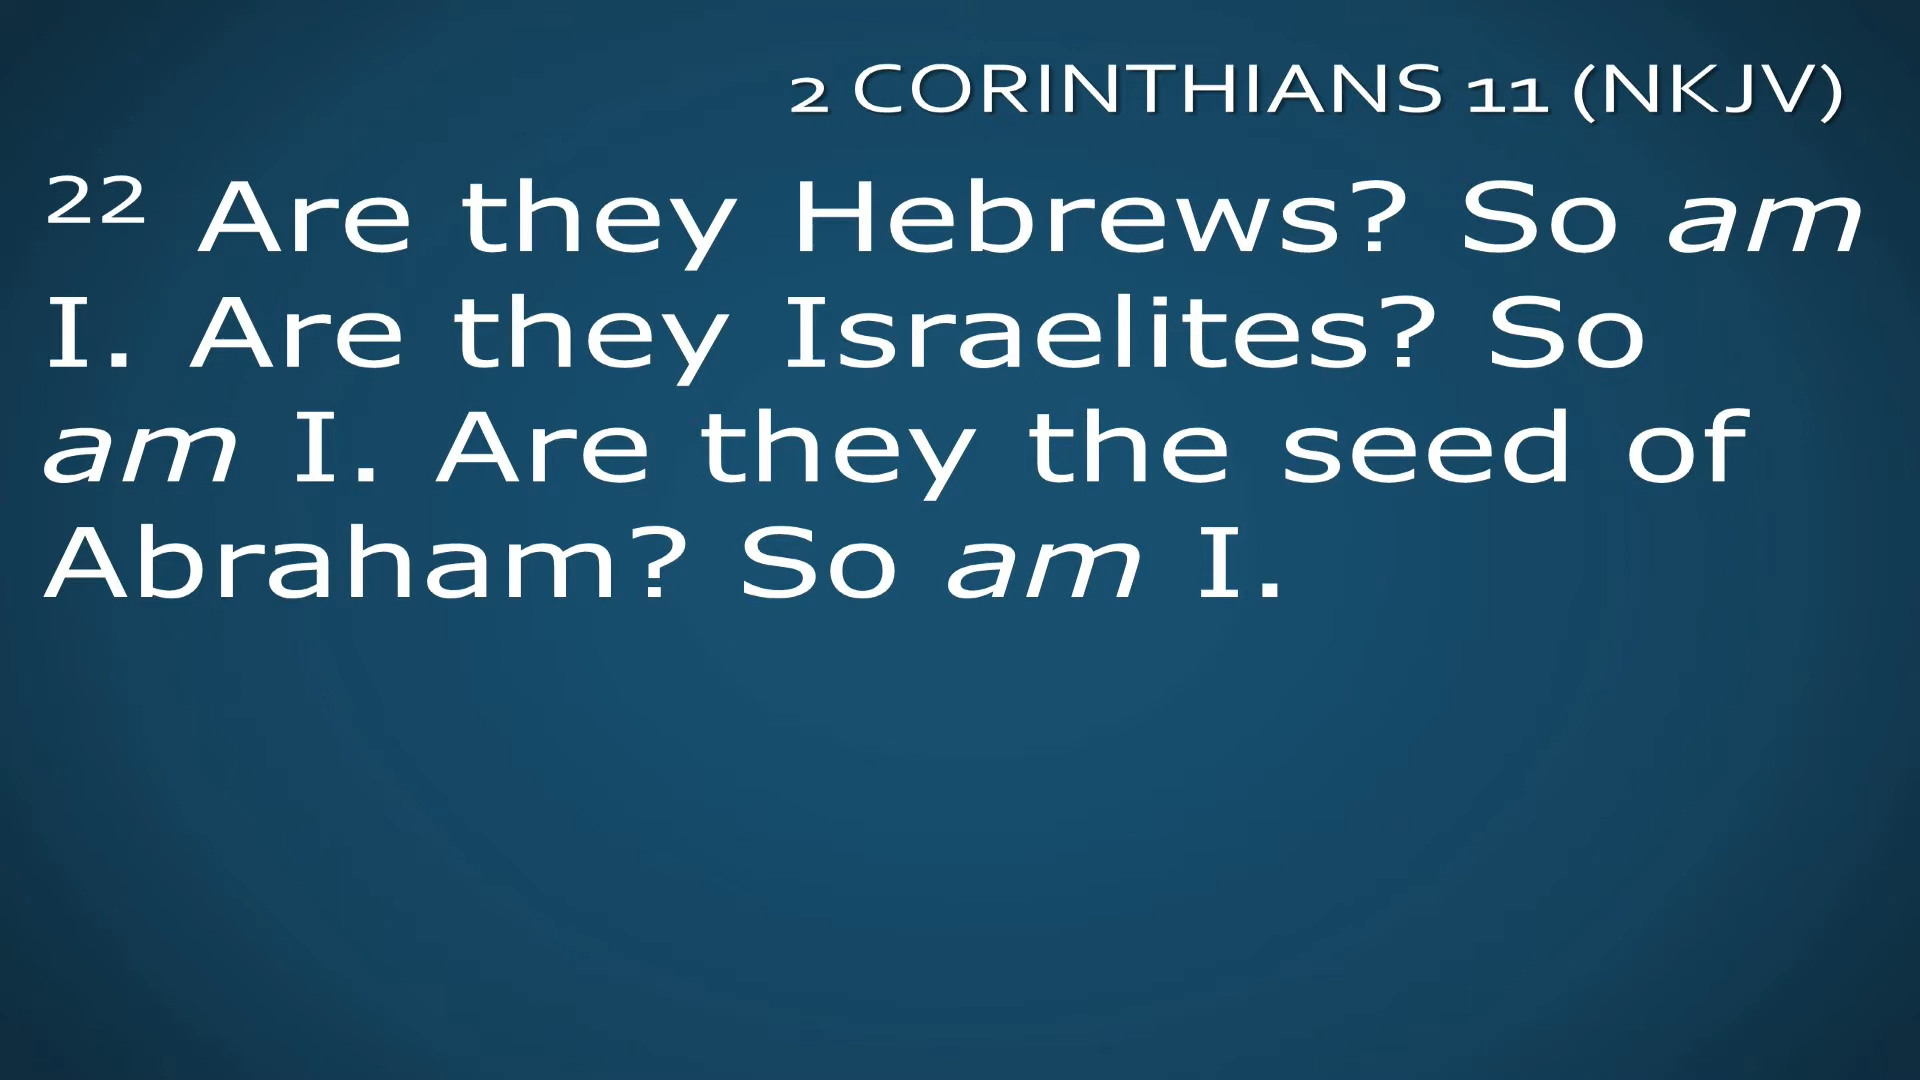 2 CORINTHIANS 11 (NKJV)
22 Are they Hebrews? So am
I. Are they Israelites? So
am I. Are they the seed of
Abraham? So am I.